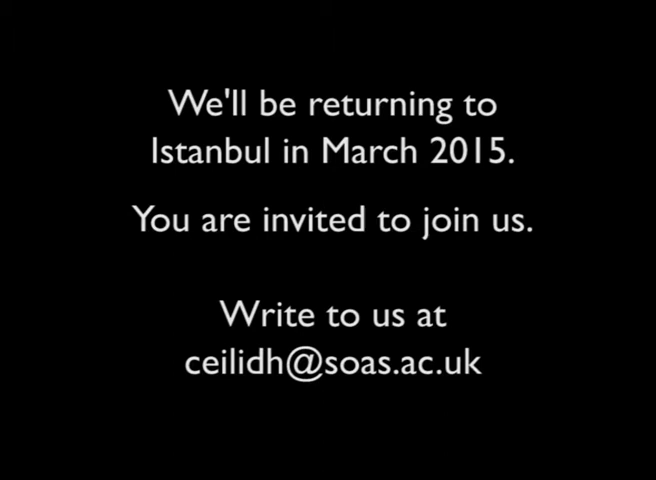 We'll be returning to
Istanbul in March 2015.
You are invited to join us.
Write to us at
ceilidh@soas.ac.uk